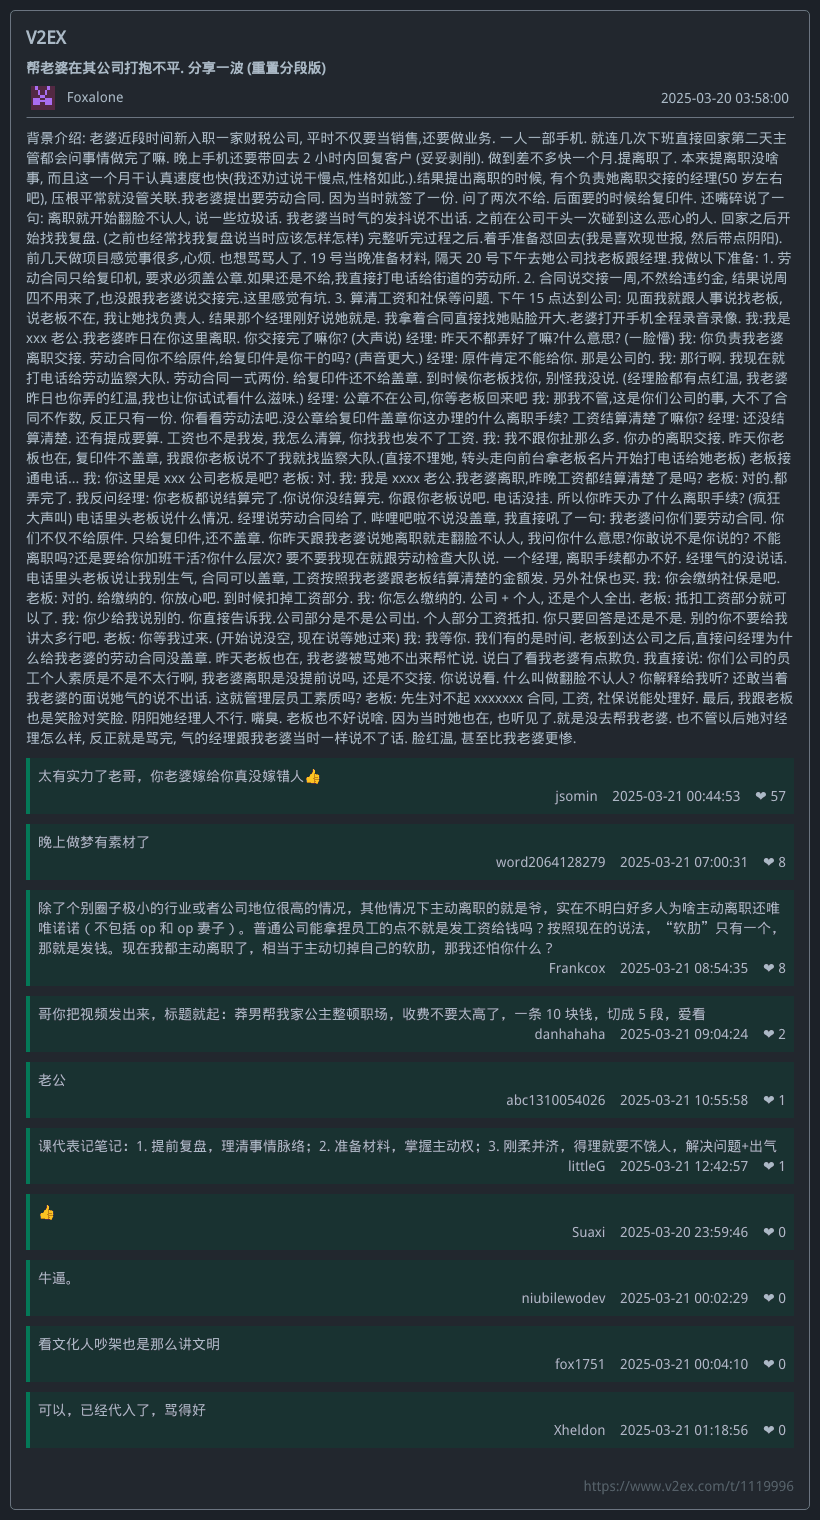 V2EX
帮老婆在其公司打抱不平. 分享一波 (重置分段版)
Foxalone 2025-03-20 03:58:00
背景介绍: 老婆近段时间新入职一家财税公司, 平时不仅要当销售,还要做业务. 一人一部手机. 就连几次下班直接回家第二天主
管都会问事情做完了嘛. 晚上手机还要带回去 2 小时内回复客户 (妥妥剥削). 做到差不多快一个月.提离职了. 本来提离职没啥
事, 而且这一个月干认真速度也快(我还劝过说干慢点,性格如此.).结果提出离职的时候, 有个负责她离职交接的经理(50 岁左右
吧), 压根平常就没管关联.我老婆提出要劳动合同. 因为当时就签了一份. 问了两次不给. 后面要的时候给复印件. 还嘴碎说了一
句: 离职就开始翻脸不认人, 说一些垃圾话. 我老婆当时气的发抖说不出话. 之前在公司干头一次碰到这么恶心的人. 回家之后开
始找我复盘. (之前也经常找我复盘说当时应该怎样怎样) 完整听完过程之后.着手准备怼回去(我是喜欢现世报, 然后带点阴阳).
前几天做项目感觉事很多,心烦. 也想骂骂人了. 19 号当晚准备材料, 隔天 20 号下午去她公司找老板跟经理.我做以下准备: 1. 劳
动合同只给复印机, 要求必须盖公章.如果还是不给,我直接打电话给街道的劳动所. 2. 合同说交接一周,不然给违约金, 结果说周
四不用来了,也没跟我老婆说交接完.这里感觉有坑. 3. 算清工资和社保等问题. 下午 15 点达到公司: 见面我就跟人事说找老板,
说老板不在, 我让她找负责人. 结果那个经理刚好说她就是. 我拿着合同直接找她贴脸开大.老婆打开手机全程录音录像. 我:我是
xxx 老公.我老婆昨日在你这里离职. 你交接完了嘛你? (大声说) 经理: 昨天不都弄好了嘛?什么意思? (一脸懵) 我: 你负责我老婆
离职交接. 劳动合同你不给原件,给复印件是你干的吗? (声音更大.) 经理: 原件肯定不能给你. 那是公司的. 我: 那行啊. 我现在就
打电话给劳动监察大队. 劳动合同一式两份. 给复印件还不给盖章. 到时候你老板找你, 别怪我没说. (经理脸都有点红温, 我老婆
昨日也你弄的红温,我也让你试试看什么滋味.) 经理: 公章不在公司,你等老板回来吧 我: 那我不管,这是你们公司的事, 大不了合
同不作数, 反正只有一份. 你看看劳动法吧.没公章给复印件盖章你这办理的什么离职手续? 工资结算清楚了嘛你? 经理: 还没结
算清楚. 还有提成要算. 工资也不是我发, 我怎么清算, 你找我也发不了工资. 我: 我不跟你扯那么多. 你办的离职交接. 昨天你老
板也在, 复印件不盖章, 我跟你老板说不了我就找监察大队.(直接不理她, 转头走向前台拿老板名片开始打电话给她老板) 老板接
通电话... 我: 你这里是 xxx 公司老板是吧? 老板: 对. 我: 我是 xxxx 老公.我老婆离职,昨晚工资都结算清楚了是吗? 老板: 对的.都
弄完了. 我反问经理: 你老板都说结算完了.你说你没结算完. 你跟你老板说吧. 电话没挂. 所以你昨天办了什么离职手续? (疯狂
大声叫) 电话里头老板说什么情况. 经理说劳动合同给了. 哔哩吧啦不说没盖章, 我直接吼了一句: 老板问你们要劳动合同. 你
们不仅不给原件. 只给复印件,还不盖章. 你昨天跟我老婆说她离职就走翻脸不认人, 我问你什么意思?你敢说不是你说的? 不能
离职吗?还是要给你加班干活?你什么层次? 要不要我现在就跟劳动检查大队说. 一个经理, 离职手续都办不好. 经理气的没说话.
电话里头老板说让我别生气, 合同可以盖章, 工资按照我老婆跟老板结算清楚的金额发. 另外社保也买. 我: 你会缴纳社保是吧.
老板: 对的. 给缴纳的. 你放心吧. 到时候扣掉工资部分. 我: 你怎么缴纳的. 公司 + 个人, 还是个人全出. 老板: 抵扣工资部分就可
以了. 我: 你少给我说别的. 你直接告诉我.公司部分是不是公司出. 个人部分工资抵扣. 你只要回答是还是不是. 别的你不要给我
讲太多行吧. 老板: 你等我过来. (开始说没空, 现在说等她过来) 我: 我等你. 我们有的是时间. 老板到达公司之后,直接问经理为什
么给我老婆的劳动合同没盖章. 昨天老板也在, 我老婆被骂她不出来帮忙说. 说白了看我老婆有点欺负. 我直接说: 你们公司的员
工个人素质是不是不太行啊, 我老婆离职是没提前说吗, 还是不交接. 你说说看. 什么叫做翻脸不认人? 你解释给我听? 还敢当着
我老婆的面说她气的说不出话. 这就管理层员工素质吗? 老板: 先生对不起 xxxxxxx 合同, 工资, 社保说能处理好. 最后, 我跟老板
也是笑脸对笑脸. 阴阳她经理人不行. 嘴臭. 老板也不好说啥. 因为当时她也在, 也听见了.就是没去帮我老婆. 也不管以后她对经
理怎么样, 反正就是骂完, 气的经理跟我老婆当时一样说不了话. 脸红温, 甚至比我老婆更惨.
太有实力了老哥，你老婆嫁给你真没嫁错人👍
jsomin 2025-03-21 00:44:53 ❤ 57
晚上做梦有素材了
word2064128279 2025-03-21 07:00:31 ❤ 8
除了个别圈子极小的行业或者公司地位很高的情况，其他情况下主动离职的就是爷，实在不明白好多人为啥主动离职还唯
唯诺诺（不包括 op 和 op 妻子）。普通公司能拿捏员工的点不就是发工资给钱吗？按照现在的说法，“软肋”只有一个，
那就是发钱。现在我都主动离职了，相当于主动切掉自己的软肋，那我还怕你什么？
Frankcox 2025-03-21 08:54:35 ❤ 8
哥你把视频发出来，标题就起：莽男帮我家公主整顿职场，收费不要太高了，一条 10 块钱，切成 5 段，爱看
danhahaha 2025-03-21 09:04:24 ❤ 2
老公
abc1310054026 2025-03-21 10:55:58 ❤ 1
课代表记笔记：1. 提前复盘，理清事情脉络；2. 准备材料，掌握主动权；3. 刚柔并济，得理就要不饶人，解决问题+出气
littleG 2025-03-21 12:42:57 ❤ 1
👍
Suaxi 2025-03-20 23:59:46 ❤ 0
牛逼。
niubilewodev 2025-03-21 00:02:29 ❤ 0
看文化人吵架也是那么讲文明
fox1751 2025-03-21 00:04:10 ❤ 0
可以，已经代入了，骂得好
Xheldon 2025-03-21 01:18:56 ❤ 0
https://www.v2ex.com/t/1119996